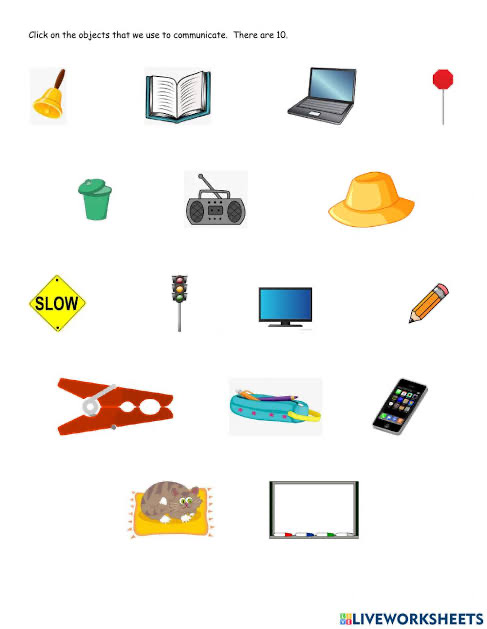 Click on the objects that we use to communicate. There are 10.
SLOW
LIVEWORKSHEETS